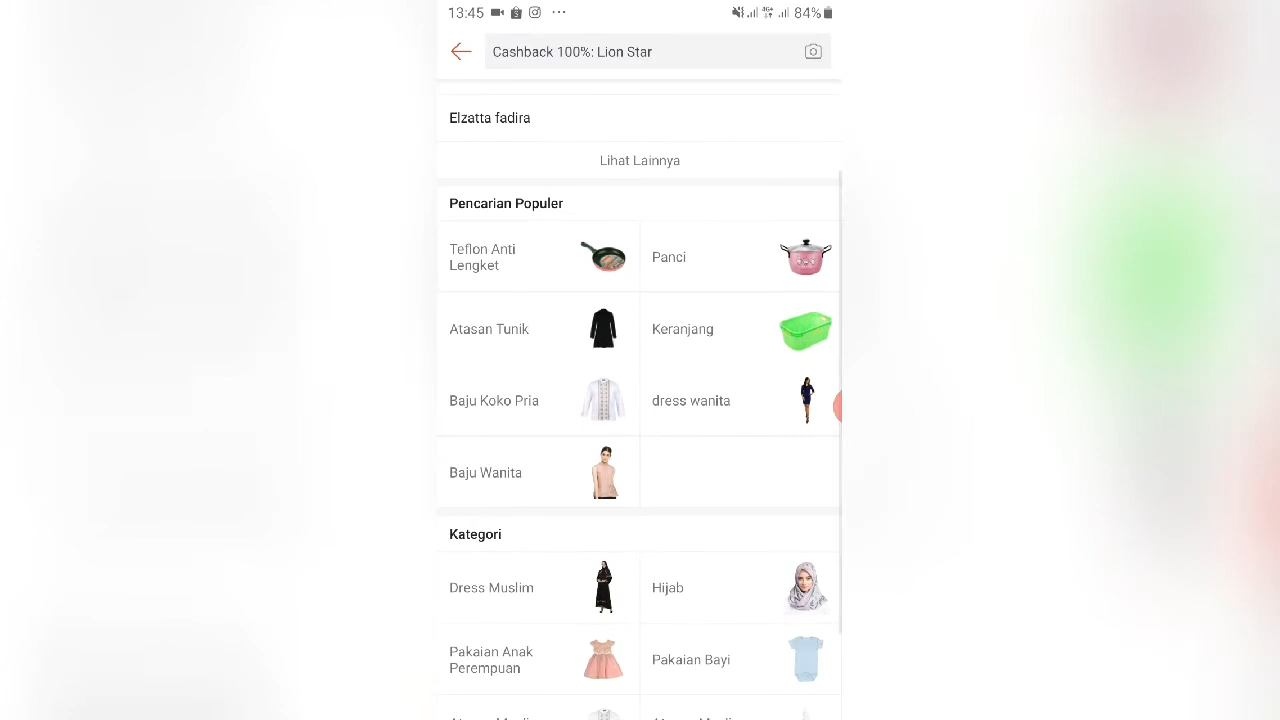 13:45 84%
Cashback 100%: Lion Star
Elzatta fadira
Lihat Lainnya
Pencarian Populer
Teflon Anti
Lengket
Panci
Atasan Tunik
Keranjang
Baju Koko Pria
dress wanita
Baju Wanita
Kategori
Dress Muslim
Hijab
Pakaian Anak
Perempuan
Pakaian Bayi